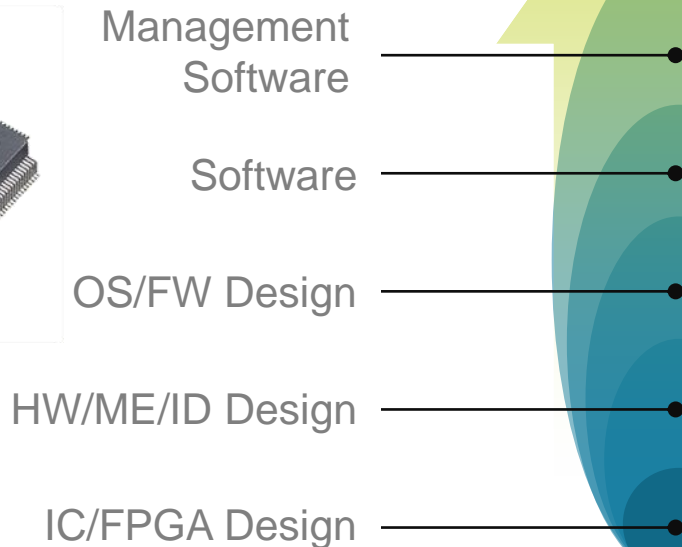 Management
Software
Software
OS/FW Design
HW/ME/ID Design
IC/FPGA Design